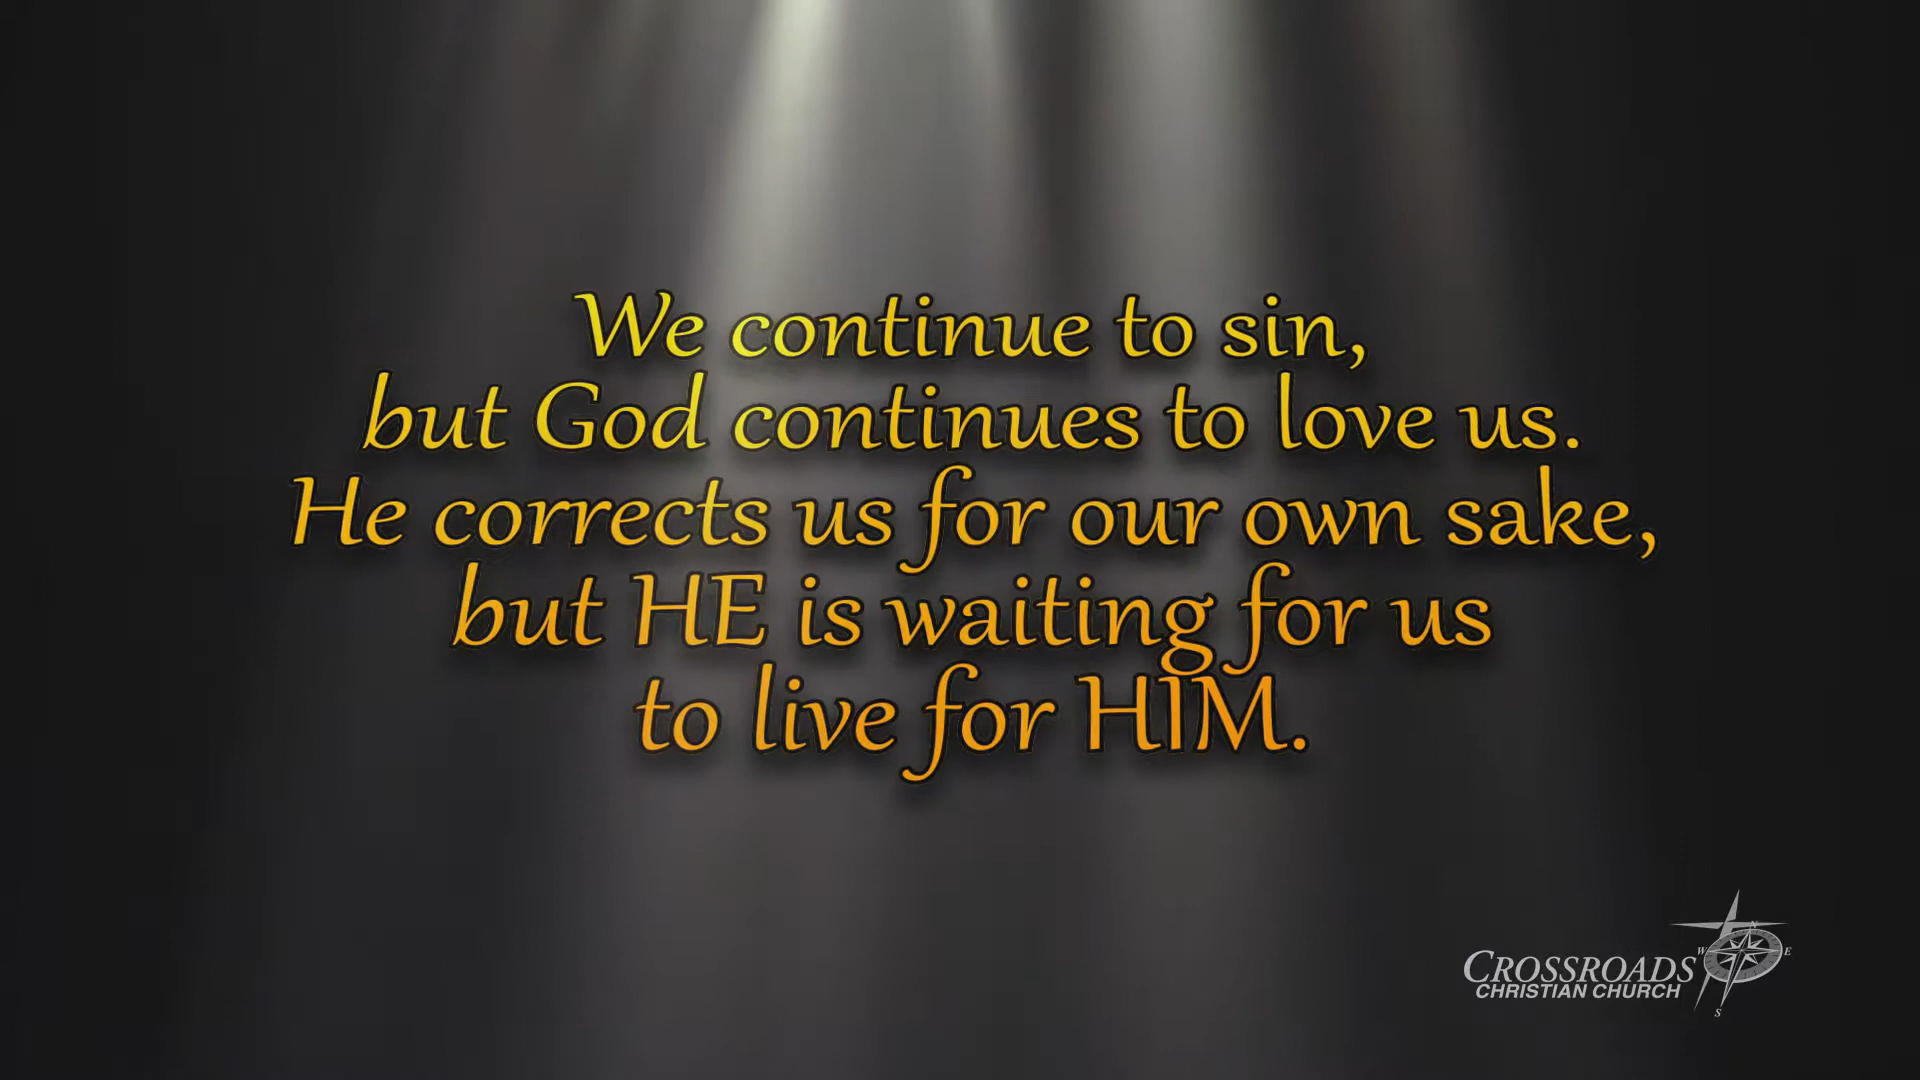 We continue to sin,
but God continues to love us.
He corrects us for our own sake,
but HE is waiting for us
to live for HIM.
N
W E
CROSSROADS
CHRISTIAN CHURCH
S